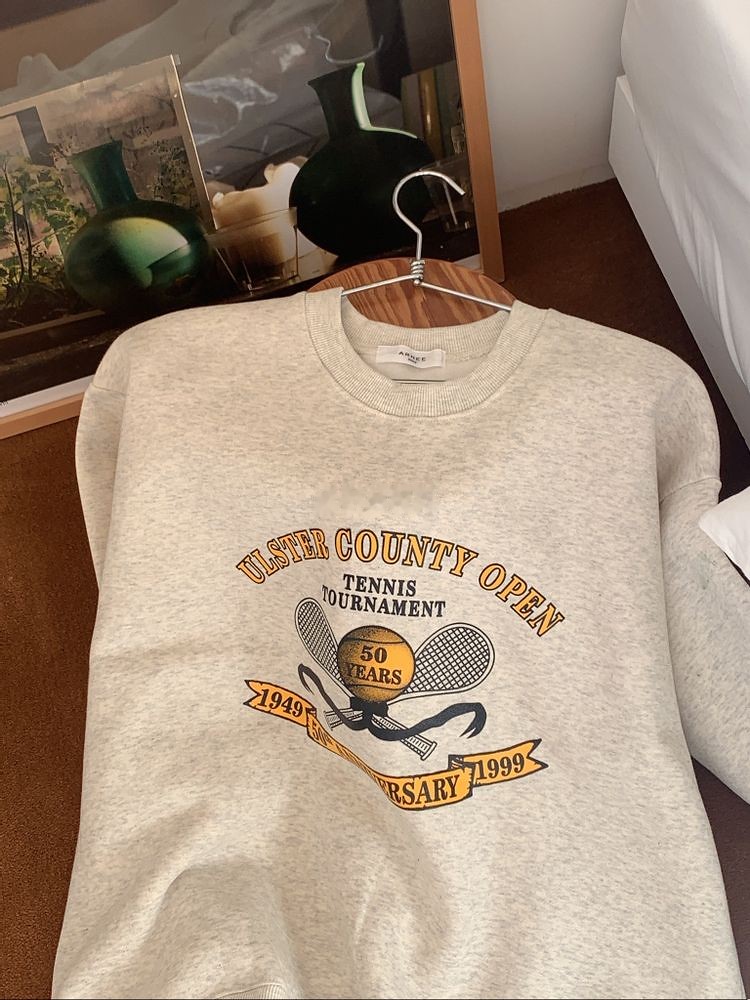 ULSTER COUNTY OPEN
TENNIS
TOURNAMENT
50
YEARS
1949
1999